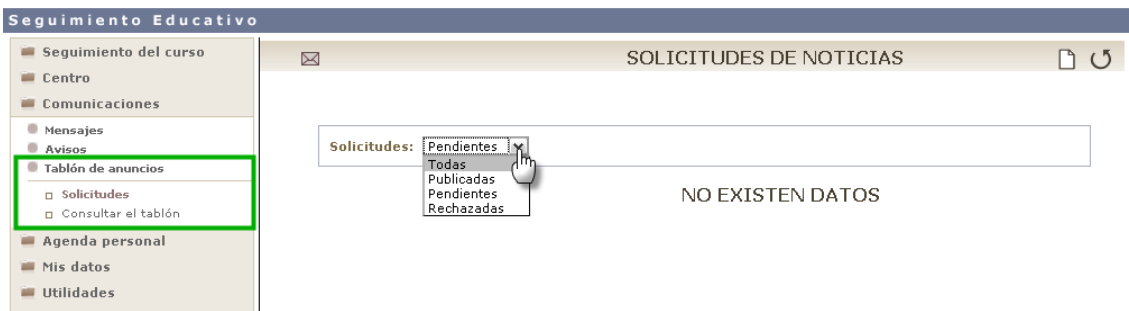 Seguimiento Educativo
Seguimiento del curso
Centro
Comunicaciones
Mensajes
Avisos
Tablón de anuncios
Solicitudes
Consultar el tablón
Agenda personal
Mis datos
Utilidades
SOLICITUDES DE NOTICIAS
Solicitudes: Pendientes
Todas
Publicadas
Pendientes
Rechazadas
NO EXISTEN DATOS